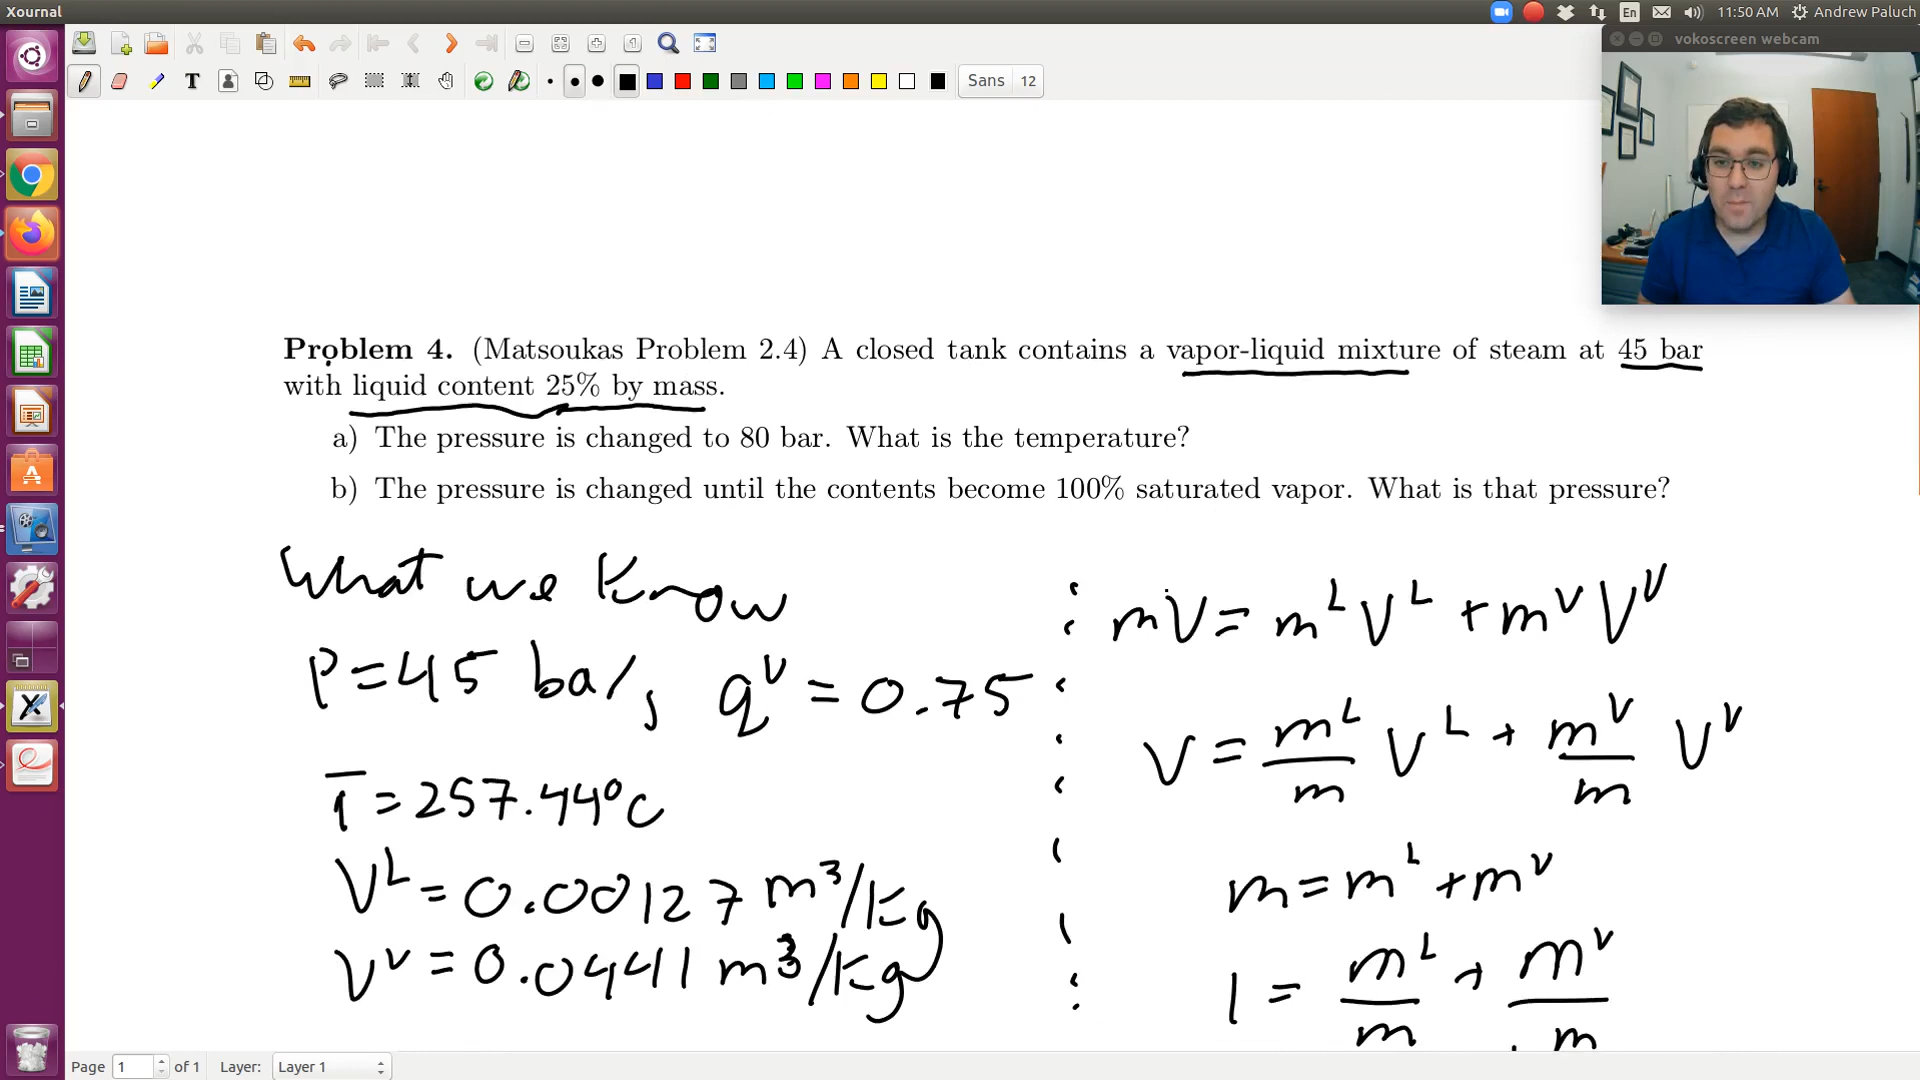 Xournal
En
11:50 AM
Andrew Paluch
vokoscreen webcam
Sans 12
Problem 4. (Matsoukas Problem 2.4) A closed tank contains a vapor-liquid mixture of steam at 45 bar
with liquid content 25% by mass.
a) The pressure is changed to 80 bar. What is the temperature?
b) The pressure is changed until the contents become 100% saturated vapor. What is that pressure?
What we Know
P=45 bar, q^V = 0.75
T=257.44°C
V^L = 0.00127 m³/Kg
V^V = 0.0441 m³/Kg
mV = m^L V^L + m^V V^V
V = m^L/m V^L + m^V/m V^V
m = m^L + m^V
1 = m^L/m + m^V/m
Page 1 of 1 Layer: Layer 1